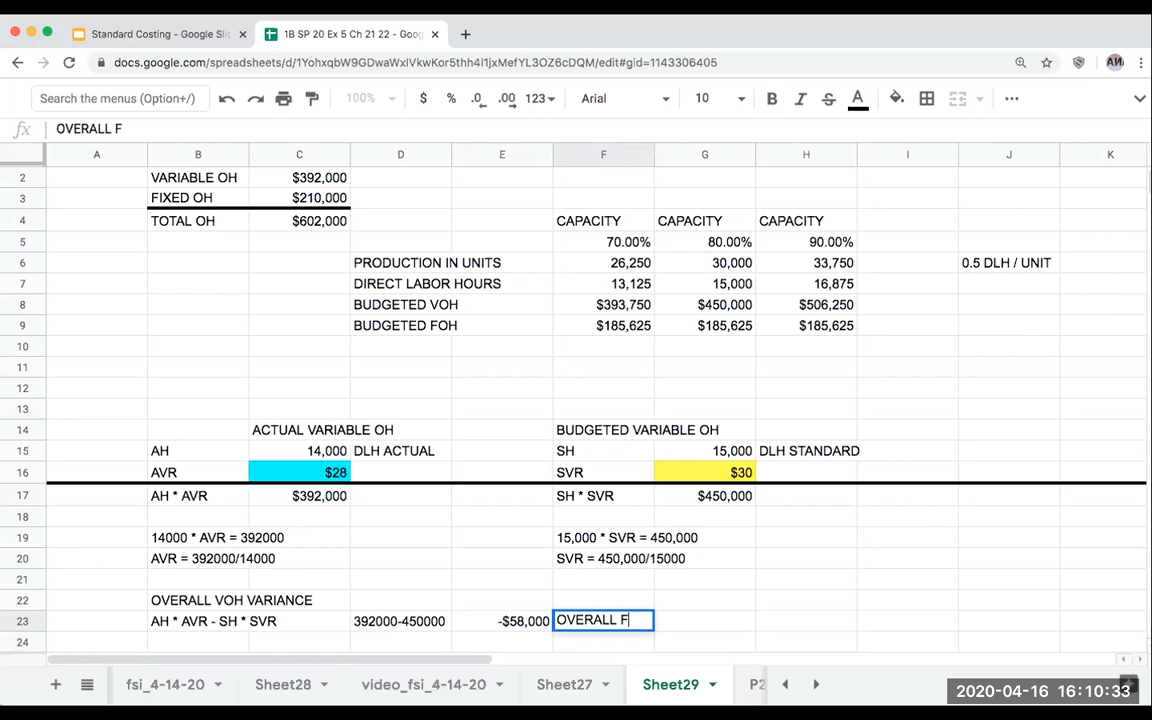 Standard Costing - Google Slid
1B SP 20 Ex 5 Ch 21 22 - Goog
docs.google.com/spreadsheets/d/1YohxqbW9GDwaWxIVkwKor5thh4l1jxMefYL3OZ6cDQM/edit#gid=1143306405
Search the menus (Option+/) 100% $ % .0 .00 123 Arial 10 B I S A
fx OVERALL F
A B C D E F G H I J K
2 VARIABLE OH $392,000
3 FIXED OH $210,000
4 TOTAL OH $602,000 CAPACITY CAPACITY CAPACITY
5 70.00% 80.00% 90.00%
6 PRODUCTION IN UNITS 26,250 30,000 33,750 0.5 DLH / UNIT
7 DIRECT LABOR HOURS 13,125 15,000 16,875
8 BUDGETED VOH $393,750 $450,000 $506,250
9 BUDGETED FOH $185,625 $185,625 $185,625
10
11
12
13
14 ACTUAL VARIABLE OH BUDGETED VARIABLE OH
15 AH 14,000 DLH ACTUAL SH 15,000 DLH STANDARD
16 AVR $28 SVR $30
17 AH * AVR $392,000 SH * SVR $450,000
18
19 14000 * AVR = 392000 15,000 * SVR = 450,000
20 AVR = 392000/14000 SVR = 450,000/15000
21
22 OVERALL VOH VARIANCE
23 AH * AVR - SH * SVR 392000-450000 -$58,000 OVERALL F
24
fsi_4-14-20 Sheet28 video_fsi_4-14-20 Sheet27 Sheet29 P2
2020-04-16 16:10:33